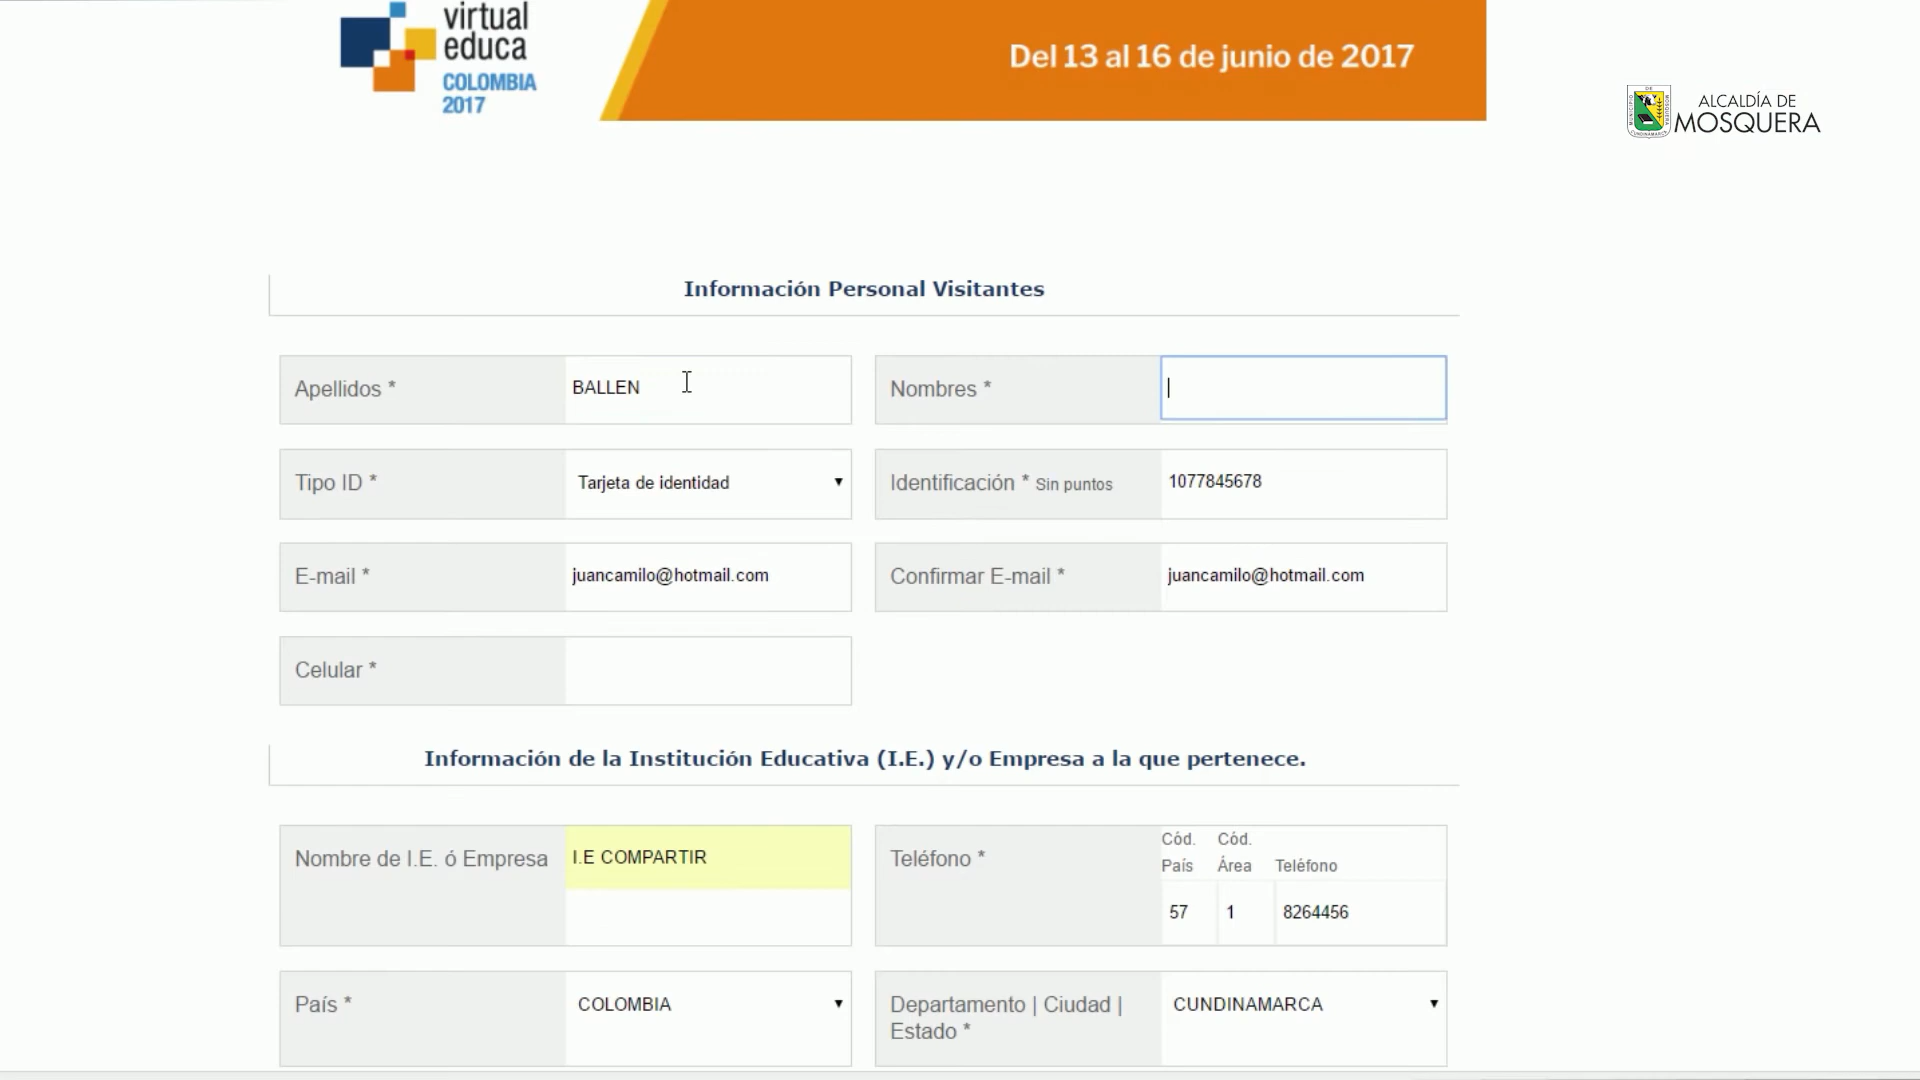 virtual
educa
COLOMBIA
2017
Del 13 al 16 de junio de 2017
ALCALDÍA DE
MOSQUERA
Información Personal Visitantes
Apellidos * BALLEN
Nombres *
Tipo ID * Tarjeta de identidad
Identificación * Sin puntos 1077845678
E-mail * juancamilo@hotmail.com
Confirmar E-mail * juancamilo@hotmail.com
Celular *
Información de la Institución Educativa (I.E.) y/o Empresa a la que pertenece.
Nombre de I.E. ó Empresa I.E COMPARTIR
Teléfono *
Cód. Cód.
País Área Teléfono
57 1 8264456
País * COLOMBIA
Departamento | Ciudad | CUNDINAMARCA
Estado *